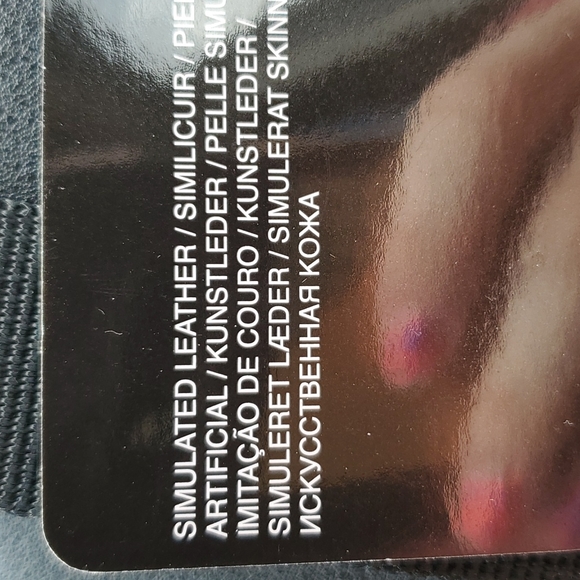 SIMULATED LEATHER / SIMILICUIR /
ARTIFICIAL / KUNSTLEDER / PELLE
IMITAÇÃO DE COURO / KUNSTLEDER /
SIMULERET LÆDER / SIMULERAT
ИСКУССТВЕННАЯ КОЖА